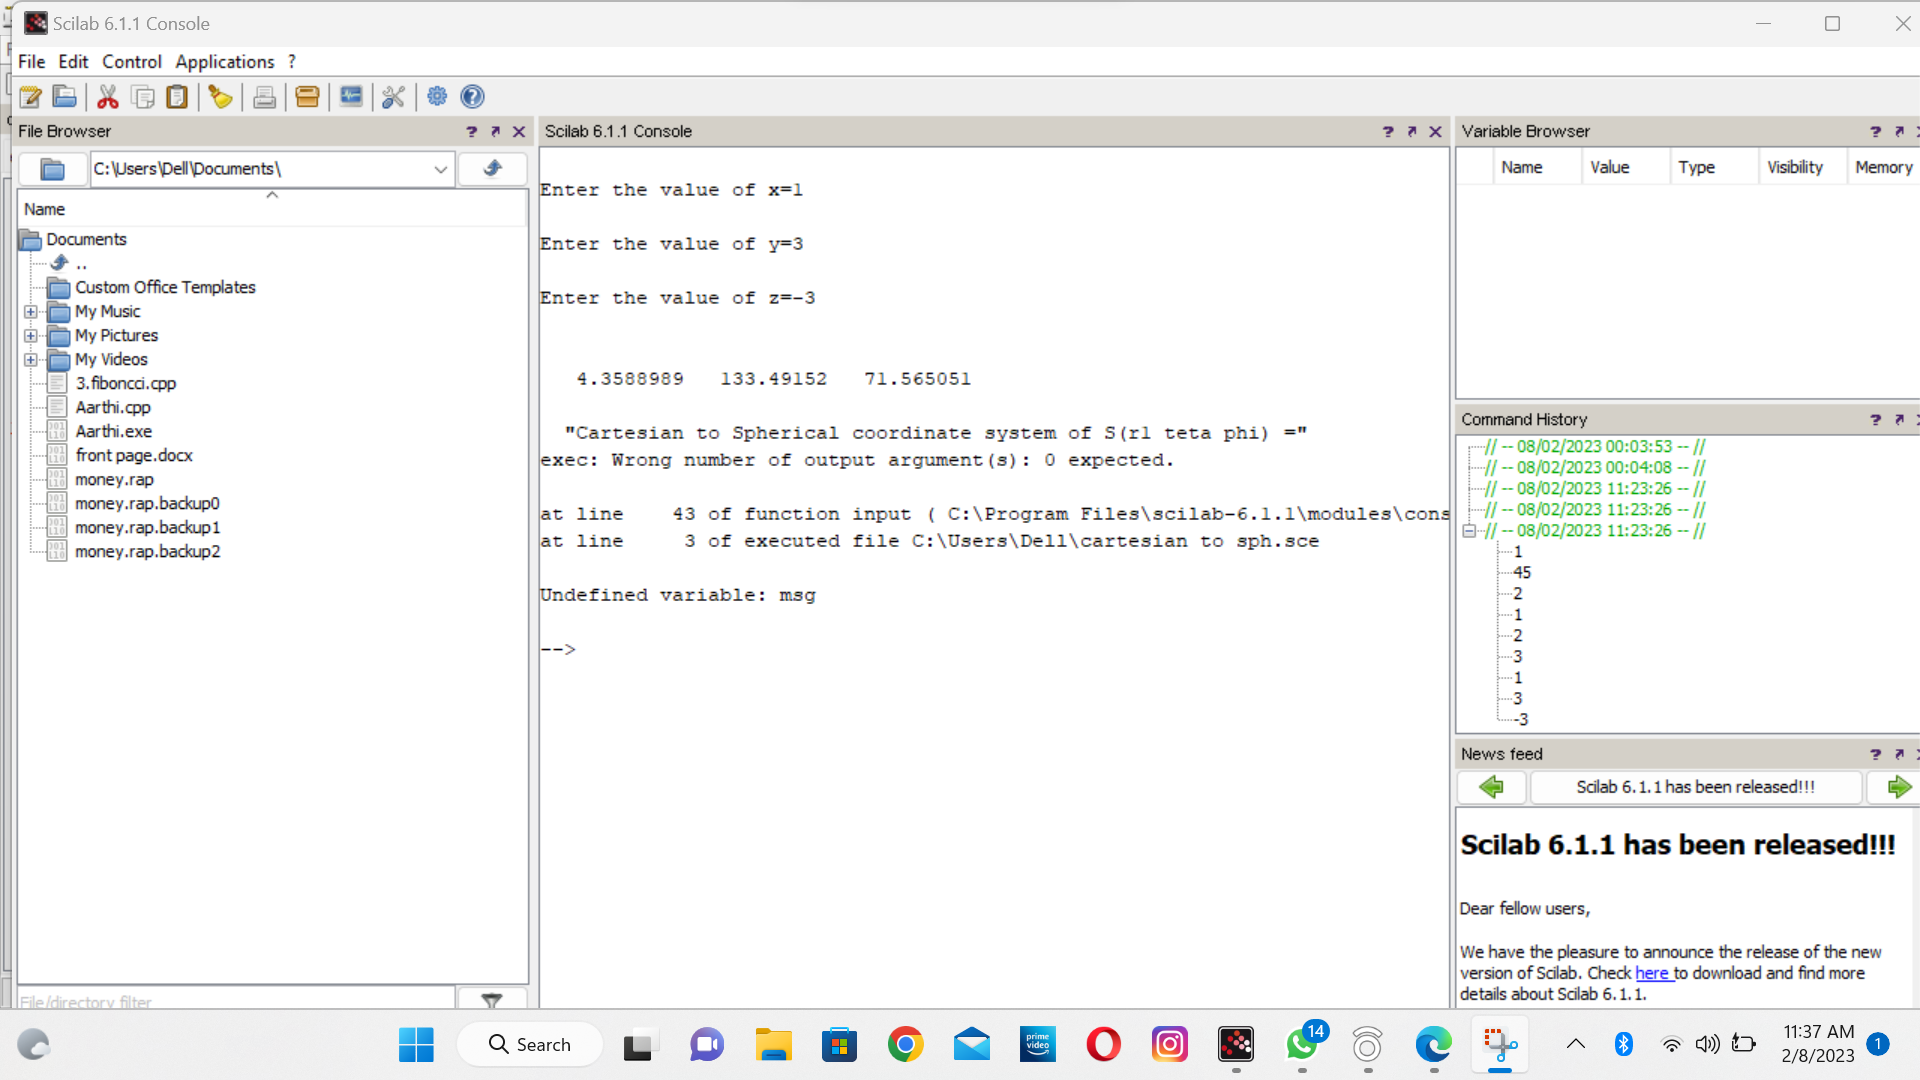 Scilab 6.1.1 Console
File Edit Control Applications ?
File Browser
C:\Users\Dell\Documents\
Name
Documents
..
Custom Office Templates
My Music
My Pictures
My Videos
3.fiboncci.cpp
Aarthi.cpp
Aarthi.exe
front page.docx
money.rap
money.rap.backup0
money.rap.backup1
money.rap.backup2
File/directory filter
Scilab 6.1.1 Console
Enter the value of x=1
Enter the value of y=3
Enter the value of z=-3
4.3588989 133.49152 71.565051
"Cartesian to Spherical coordinate system of S(r1 teta phi) ="
exec: Wrong number of output argument(s): 0 expected.
at line 43 of function input ( C:\Program Files\scilab-6.1.1\modules\cons
at line 3 of executed file C:\Users\Dell\cartesian to sph.sce
Undefined variable: msg
-->
Variable Browser
Name Value Type Visibility Memory
Command History
// -- 08/02/2023 00:03:53 -- //
// -- 08/02/2023 00:04:08 -- //
// -- 08/02/2023 11:23:26 -- //
// -- 08/02/2023 11:23:26 -- //
// -- 08/02/2023 11:23:26 -- //
1
45
2
1
2
3
1
3
-3
News feed
Scilab 6.1.1 has been released!!!
Scilab 6.1.1 has been released!!!
Dear fellow users,
We have the pleasure to announce the release of the new
version of Scilab. Check here to download and find more
details about Scilab 6.1.1.
Search
prime video
14
11:37 AM
2/8/2023
1